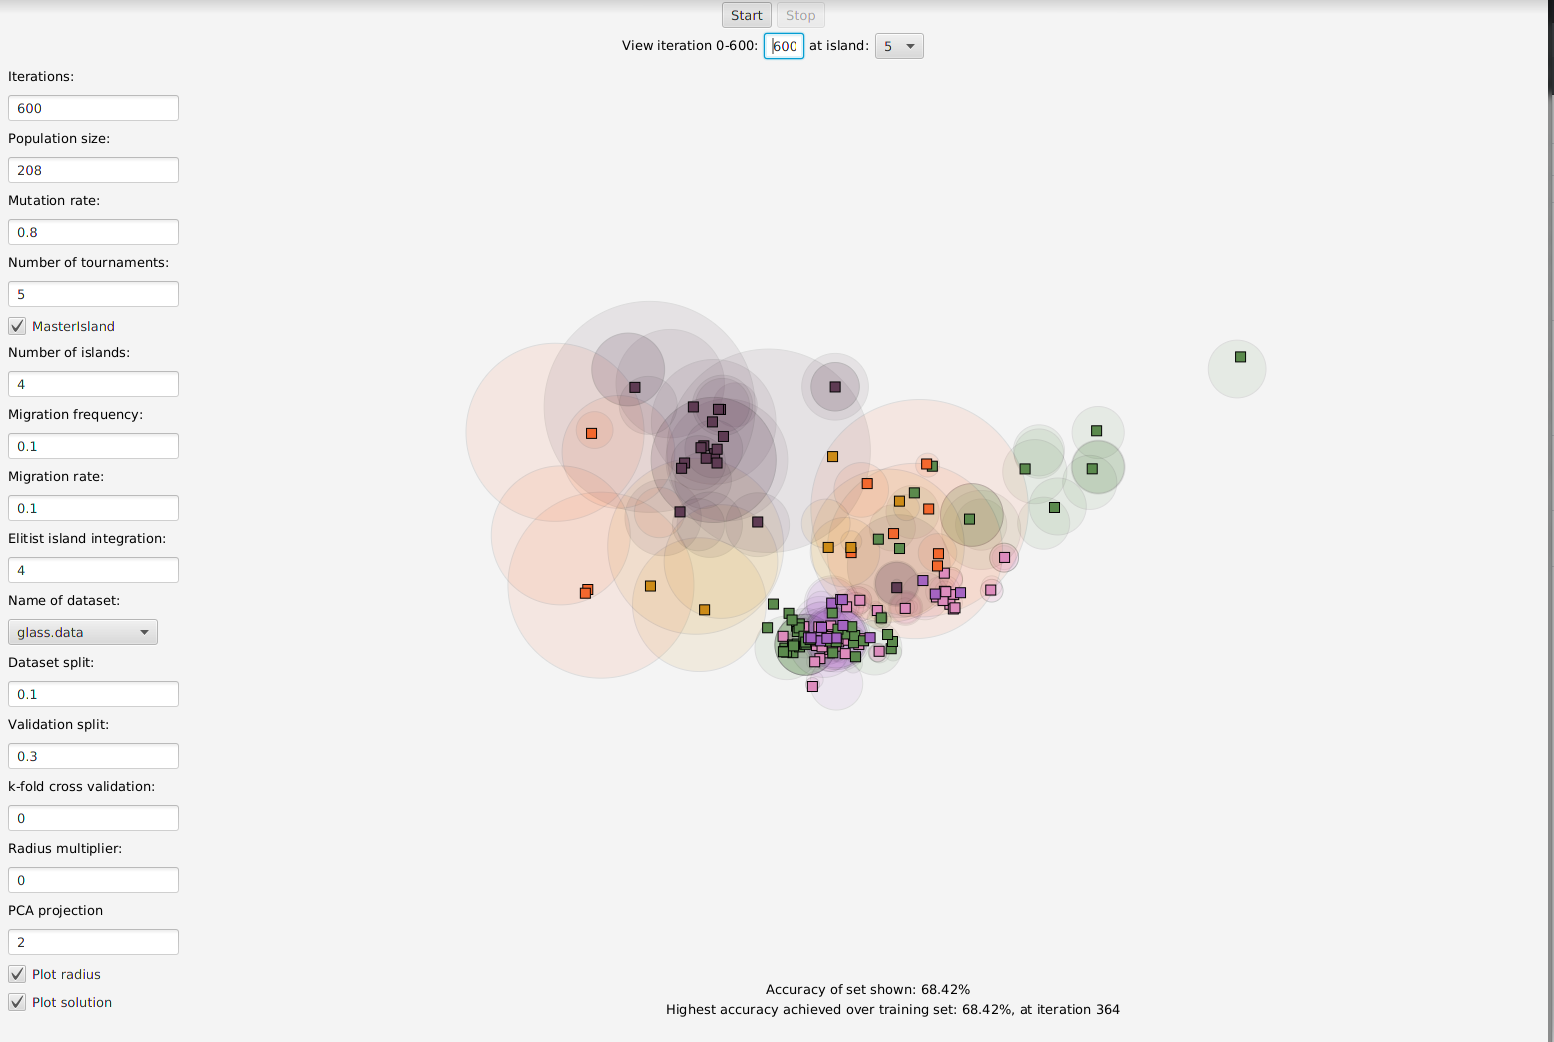 Start Stop
View iteration 0-600: 600 at island: 5
Iterations:
600
Population size:
208
Mutation rate:
0.8
Number of tournaments:
5
MasterIsland
Number of islands:
4
Migration frequency:
0.1
Migration rate:
0.1
Elitist island integration:
4
Name of dataset:
glass.data
Dataset split:
0.1
Validation split:
0.3
k-fold cross validation:
0
Radius multiplier:
0
PCA projection
2
Plot radius
Plot solution
Accuracy of set shown: 68.42%
Highest accuracy achieved over training set: 68.42%, at iteration 364